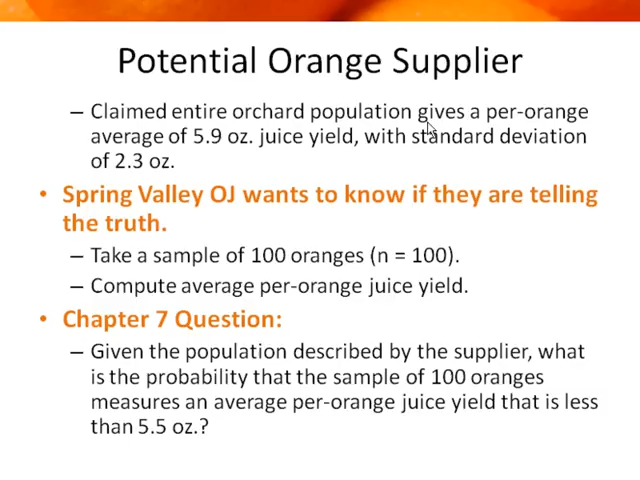 Potential Orange Supplier
– Claimed entire orchard population gives a per-orange
average of 5.9 oz. juice yield, with standard deviation
of 2.3 oz.
• Spring Valley OJ wants to know if they are telling
the truth.
– Take a sample of 100 oranges (n = 100).
– Compute average per-orange juice yield.
• Chapter 7 Question:
– Given the population described by the supplier, what
is the probability that the sample of 100 oranges
measures an average per-orange juice yield that is less
than 5.5 oz.?